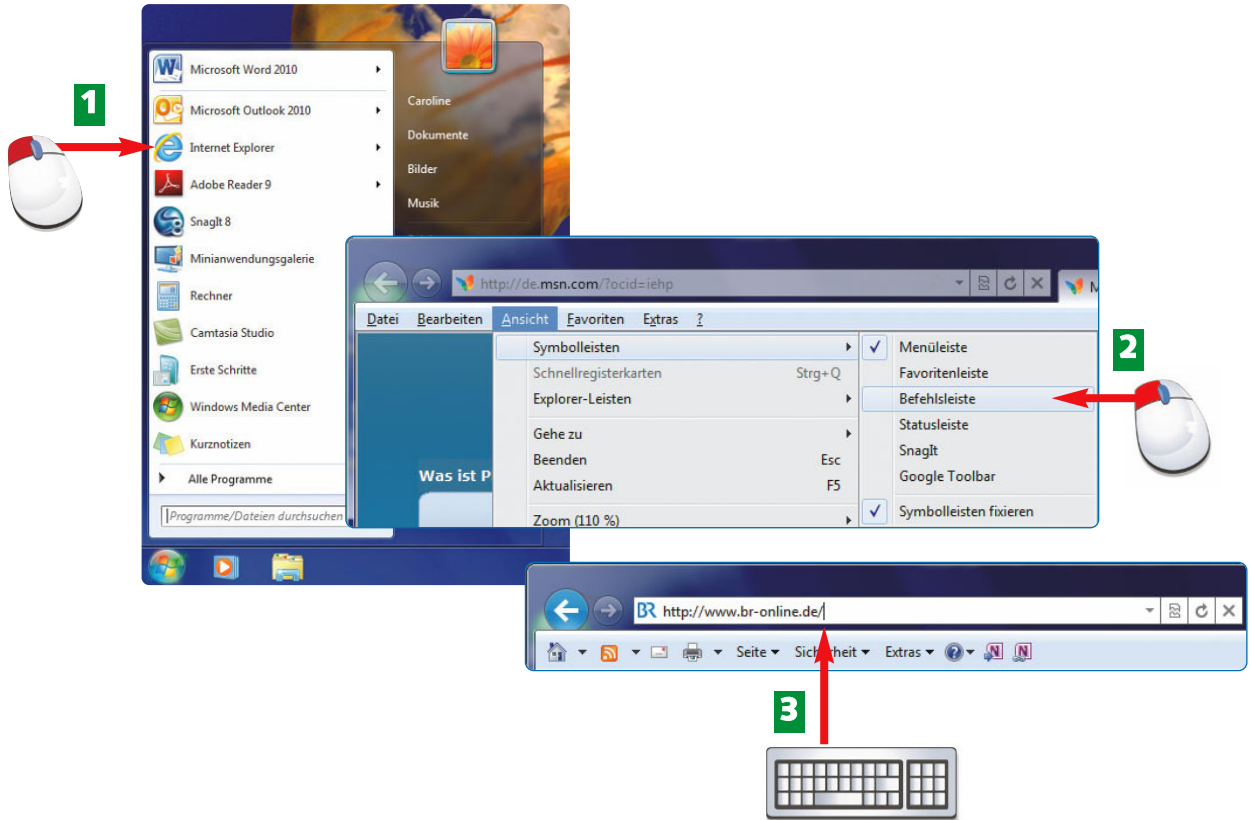 1
Microsoft Word 2010
Microsoft Outlook 2010
Internet Explorer
Adobe Reader 9
SnagIt 8
Minianwendungsgalerie
Rechner
Camtasia Studio
Erste Schritte
Windows Media Center
Kurznotizen
Alle Programme
Programme/Dateien durchsuchen
Caroline
Dokumente
Bilder
Musik
http://de.msn.com/?ocid=iehp
Datei Bearbeiten Ansicht Favoriten Extras ?
Symbolleisten
Schnellregisterkarten Strg+Q
Explorer-Leisten
Gehe zu
Beenden Esc
Aktualisieren F5
Zoom (110 %)
Was ist P
Menüleiste
Favoritenleiste
Befehlsleiste
Statusleiste
SnagIt
Google Toolbar
Symbolleisten fixieren
2
BR http://www.br-online.de/
Seite Sicherheit Extras
3